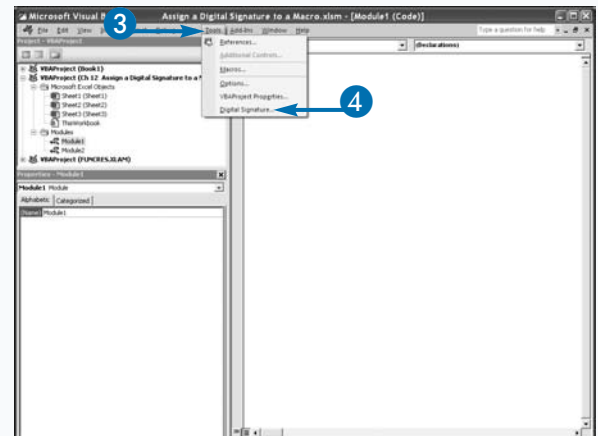 Microsoft Visual B Assign a Digital Signature to a Macro.xlsm - [Module1 (Code)]
3
File Edit View Tools Add-Ins Window Help
Type a question for help
Project - VBAProject
(Declarations)
References...
Additional Controls...
Macros...
Options...
VBAProject Properties...
Digital Signature...
4
VBAProject (Book1)
VBAProject (Ch 12 Assign a Digital Signature to a M
Microsoft Excel Objects
Sheet1 (Sheet1)
Sheet2 (Sheet2)
Sheet3 (Sheet3)
ThisWorkbook
Modules
Module1
Module2
VBAProject (FUNCRES.XLAM)
Properties - Module1
Module1 Module
Alphabetic Categorized
(Name) Module1